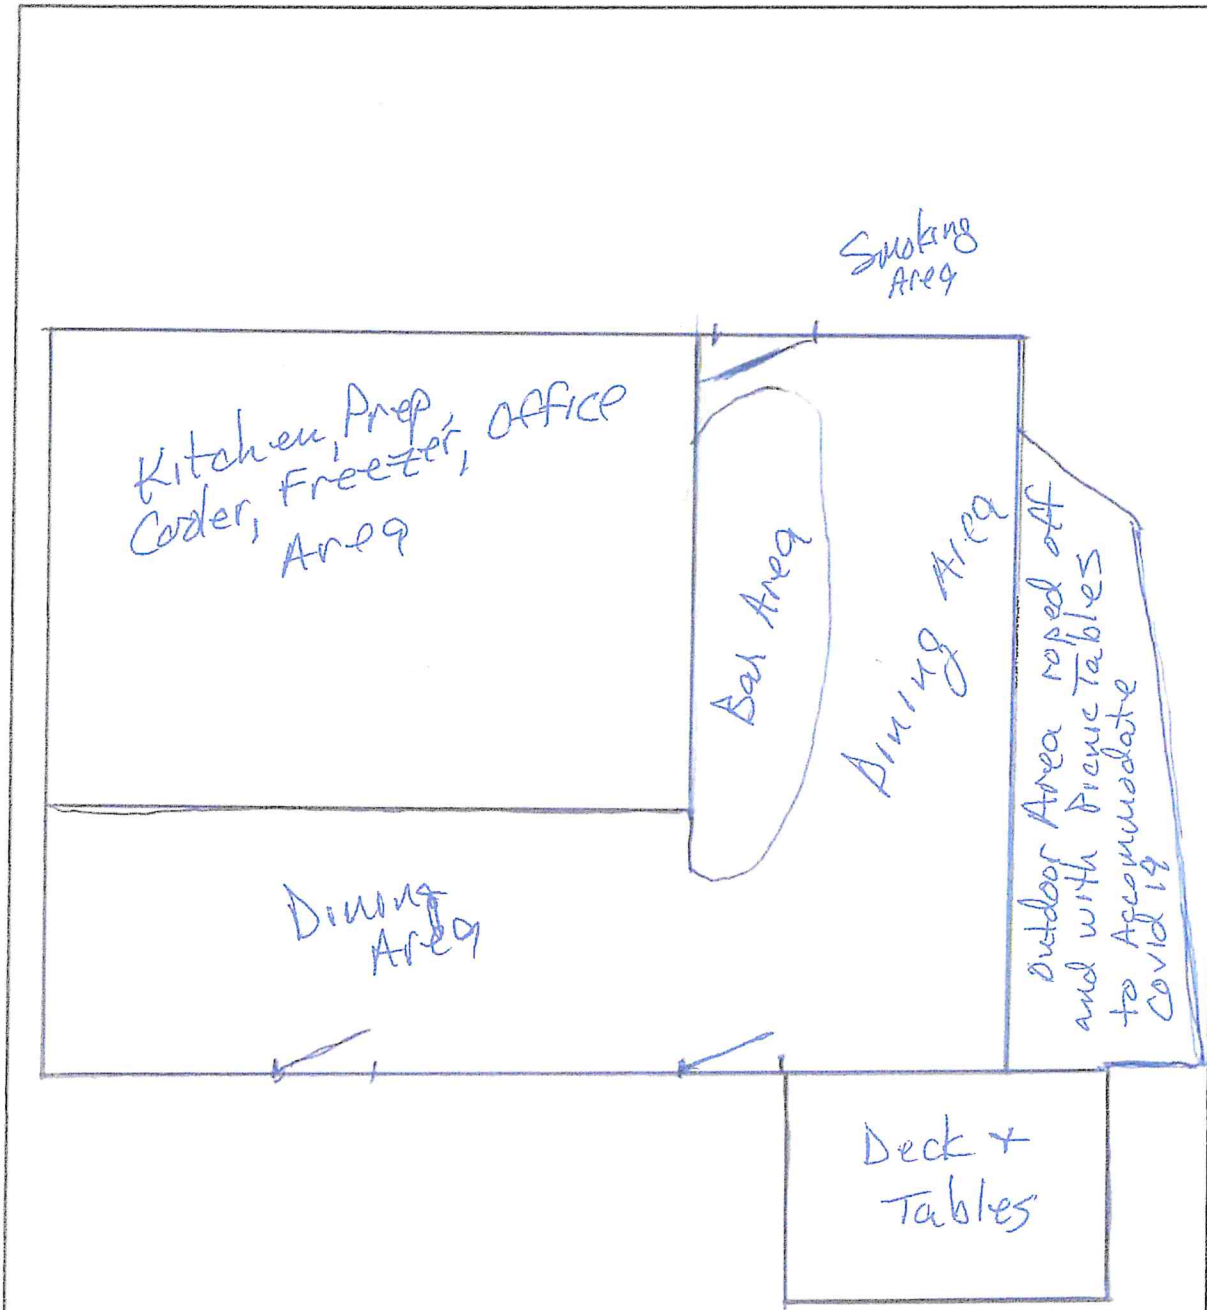 Smoking
Area
Kitchen, Prep,
Cooler, Freezer, Office
Area
Bar Area
Dining Area
Outdoor Area roped off
and with Picnic Tables
to Accommodate
Covid 19
Dining
Area
Deck +
Tables